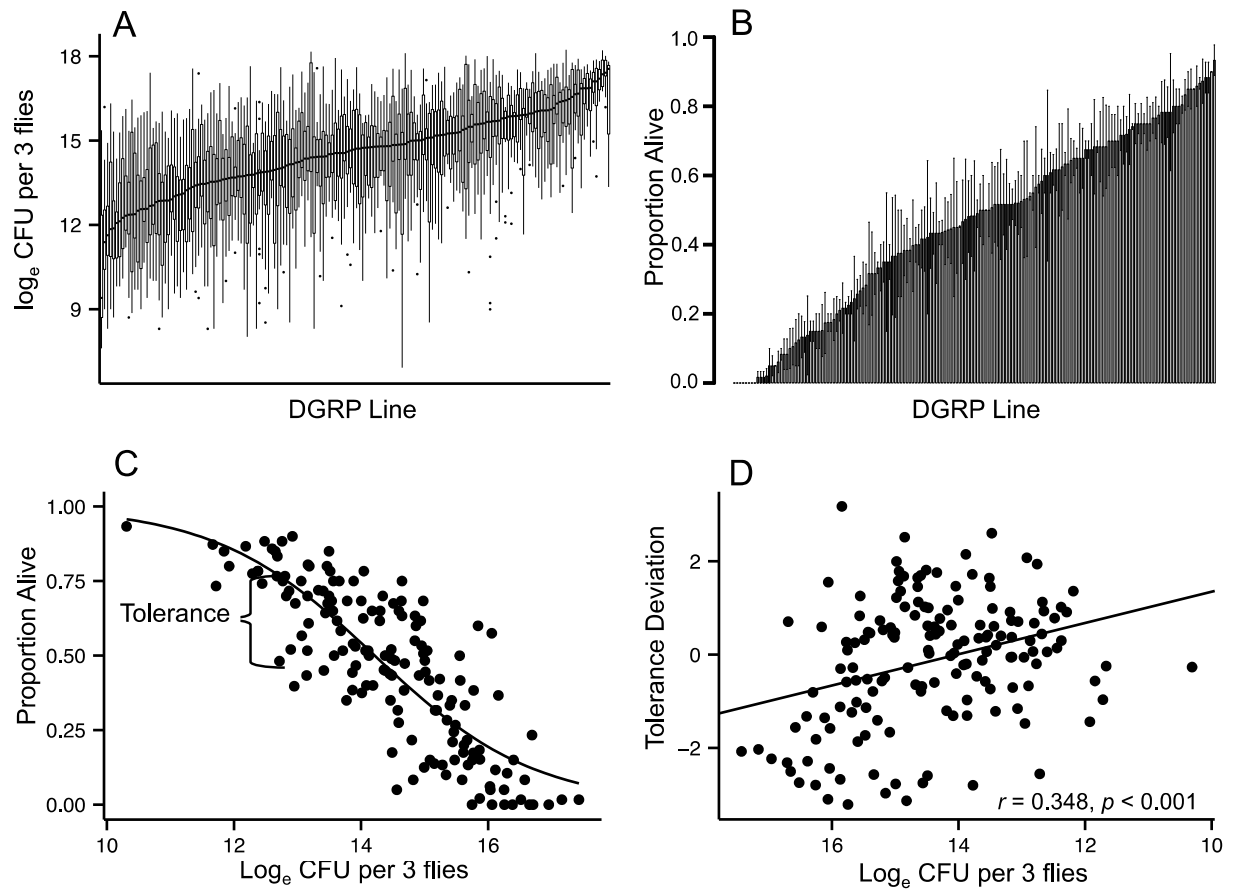 A
18
15
12
9
logₑ CFU per 3 flies
DGRP Line
B
1.0
0.8
0.6
0.4
0.2
0.0
Proportion Alive
DGRP Line
C
1.00
0.75
0.50
0.25
0.00
Proportion Alive
Tolerance
10 12 14 16
Logₑ CFU per 3 flies
D
2
0
−2
Tolerance Deviation
r = 0.348, p < 0.001
16 14 12 10
Logₑ CFU per 3 flies